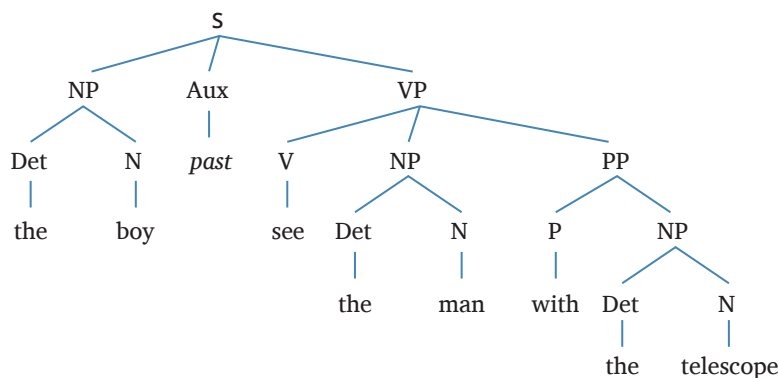 S
NP Aux VP
Det N past V NP PP
the boy see Det N P NP
the man with Det N
the telescope